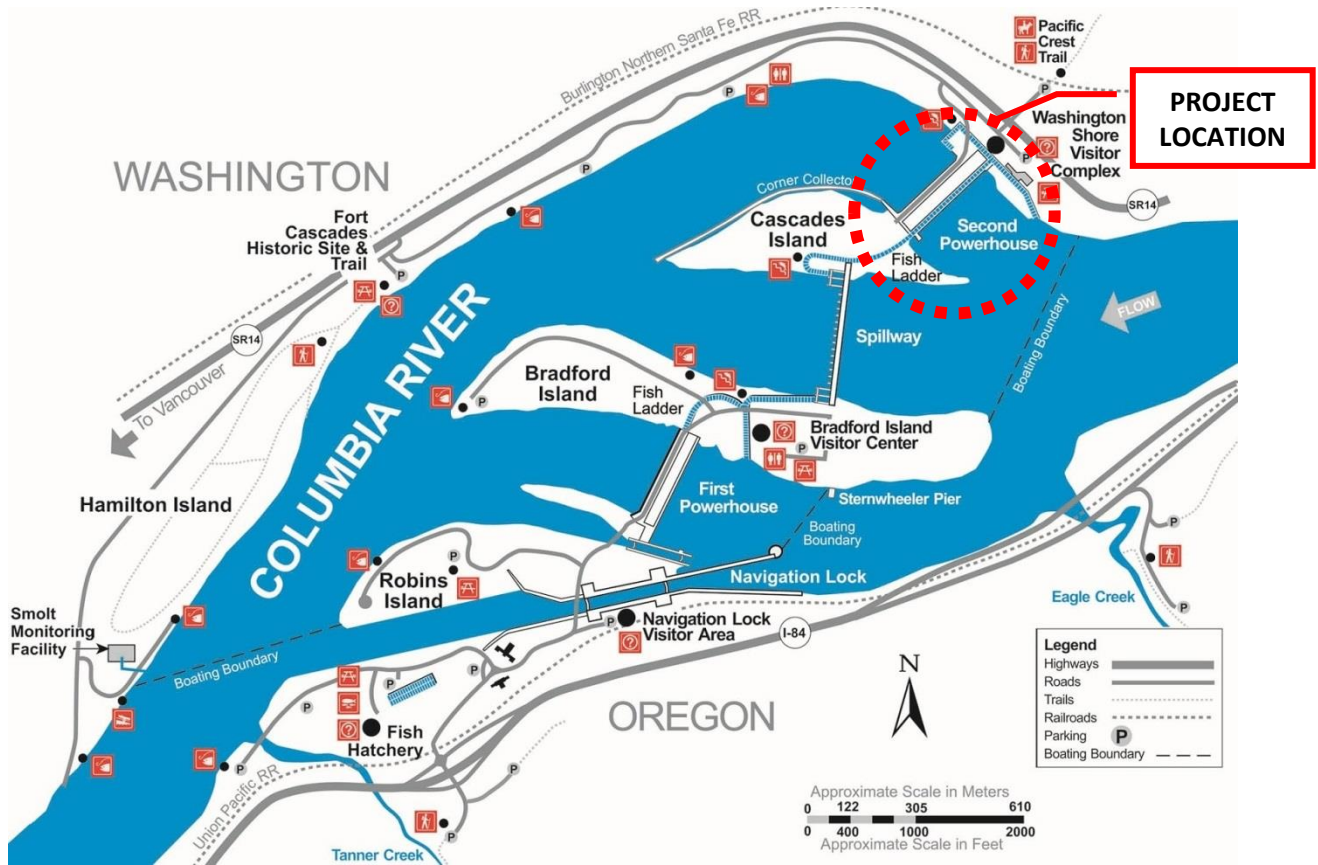 Burlington Northern Santa Fe RR
Pacific
Crest
Trail
PROJECT
LOCATION
Washington
Shore
Visitor
Complex
WASHINGTON
P
P
P
P
P
SR14
Corner Collector
Cascades
Island
Second
Powerhouse
Fish
Ladder
Fort
Cascades
Historic Site &
Trail
P
FLOW
Boating Boundary
SR14
To Vancouver
COLUMBIA RIVER
Spillway
Bradford
Island
P
Fish
Ladder
Bradford Island
Visitor Center
P
Hamilton Island
First
Powerhouse
Sternwheeler Pier
Boating
Boundary
P
P
Robins
Island
Navigation Lock
Eagle Creek
P
Smolt
Monitoring
Facility
P
Navigation Lock
Visitor Area
I-84
Boating Boundary
P
P
P
Fish
Hatchery
N
OREGON
P
P
P
P
Union Pacific RR
Tanner Creek
Legend
Highways
Roads
Trails
Railroads
Parking P
Boating Boundary
Approximate Scale in Meters
0 122 305 610
0 400 1000 2000
Approximate Scale in Feet